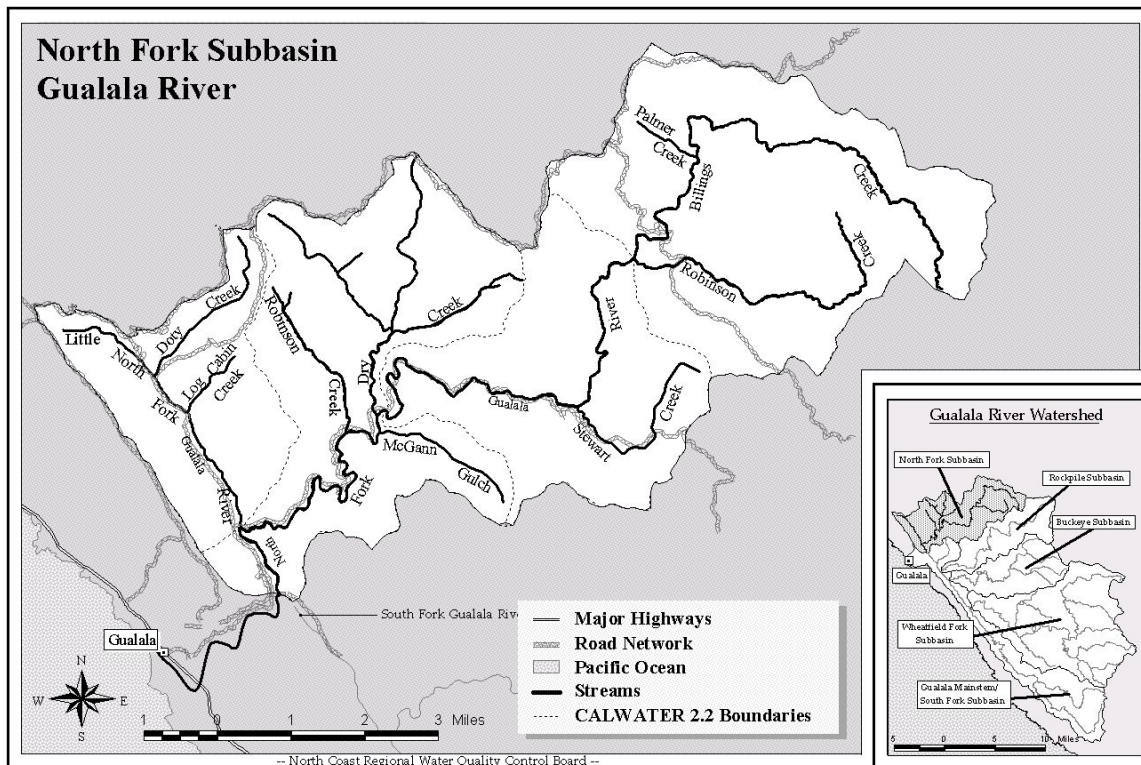 North Fork Subbasin
Gualala River
Palmer
Creek
Billings
Creek
Creek
Robinson
Doty
Creek
Little
North
Fork
Gualala
River
Log Cabin
Creek
Robinson
Creek
Dry
Creek
River
Gualala
Stewart
Creek
McGann
Gulch
Fork
North
South Fork Gualala Rive
Gualala
N
W E
S
Major Highways
Road Network
Pacific Ocean
Streams
CALWATER 2.2 Boundaries
1 0 1 2 3 Miles
-- North Coast Regional Water Quality Control Board --
Gualala River Watershed
North Fork Subbasin
Rockpile Subbasin
Buckeye Subbasin
Gualala
Wheatfield Fork
Subbasin
Gualala Mainstem/
South Fork Subbasin
5 0 5 10 Miles